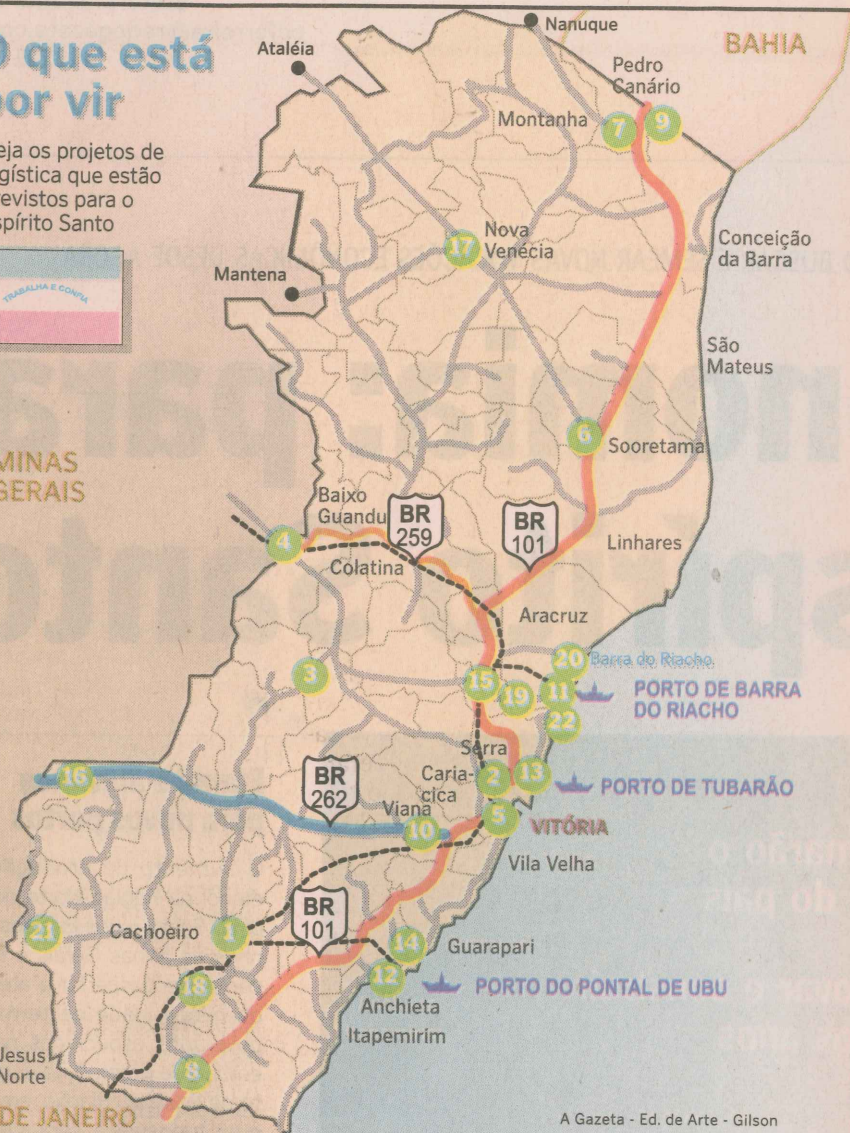 que está
por vir
os projetos de
que estão
para o
Santo
TRABALHA E CONFIA
Ataléia
Nanuque
BAHIA
Pedro
Canário
Montanha
7
9
Nova
Venécia
17
Conceição
da Barra
Mantena
São
Mateus
6
Sooretama
MINAS
GERAIS
Baixo
Guandu
BR
259
BR
101
4
Colatina
Linhares
Aracruz
20
Barra do Riacho
3
15
19
11
22
PORTO DE BARRA
DO RIACHO
Serra
16
BR
262
Caria-
cica
2
13
PORTO DE TUBARÃO
Viana
10
5
VITÓRIA
Vila Velha
BR
101
21
Cachoeiro
1
14
Guarapari
18
12
PORTO DO PONTAL DE UBU
Anchieta
Itapemirim
Jesus
Norte
8
DE JANEIRO
A Gazeta - Ed. de Arte - Gilson